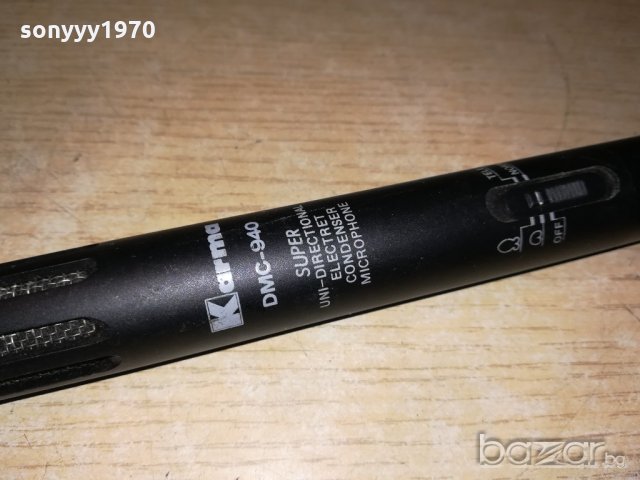 sonyyy1970
Karma
DMC-940
SUPER
UNI-DIRECTIONAL
ELECTRET
CONDENSER
MICROPHONE
OFF
bazar.bg